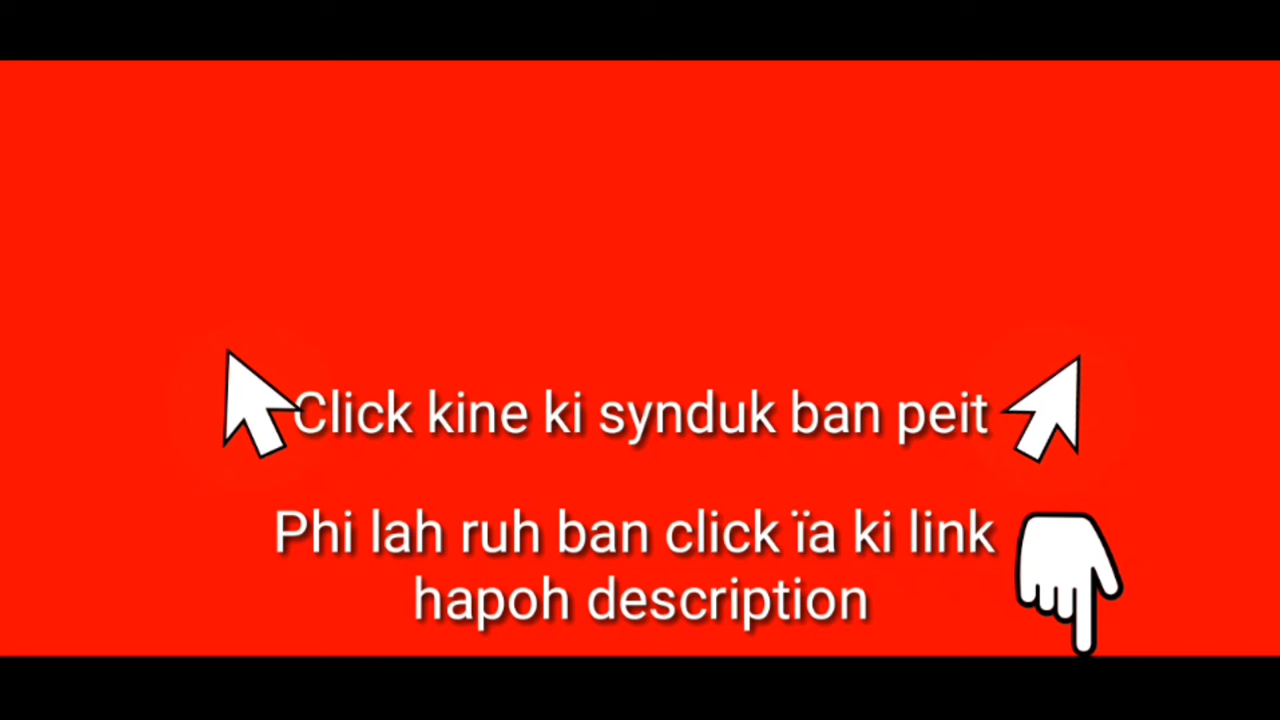 Click kine ki synduk ban peit
Phi lah ruh ban click ïa ki link
hapoh description